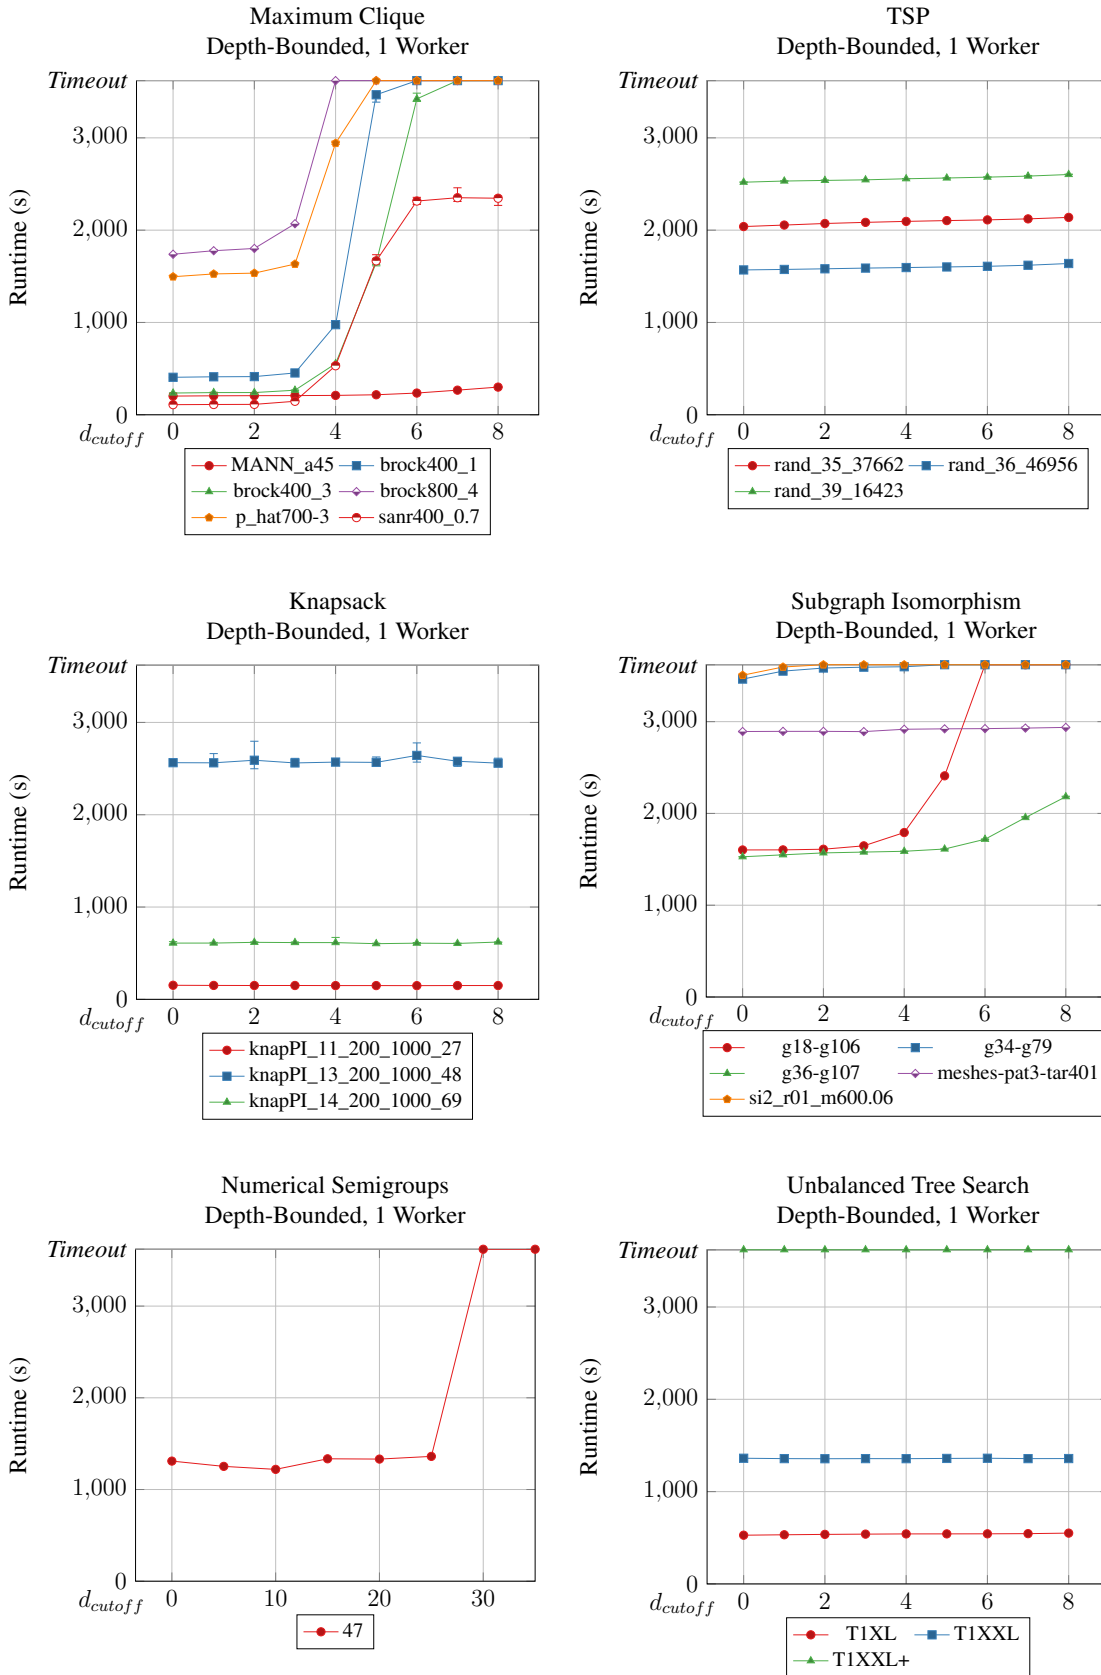 Maximum Clique
Depth-Bounded, 1 Worker
Timeout
3,000
2,000
1,000
0
Runtime (s)
d_cutoff 0 2 4 6 8
MANN_a45 brock400_1
brock400_3 brock800_4
p_hat700-3 sanr400_0.7
TSP
Depth-Bounded, 1 Worker
Timeout
3,000
2,000
1,000
0
Runtime (s)
d_cutoff 0 2 4 6 8
rand_35_37662 rand_36_46956
rand_39_16423
Knapsack
Depth-Bounded, 1 Worker
Timeout
3,000
2,000
1,000
0
Runtime (s)
d_cutoff 0 2 4 6 8
knapPI_11_200_1000_27
knapPI_13_200_1000_48
knapPI_14_200_1000_69
Subgraph Isomorphism
Depth-Bounded, 1 Worker
Timeout
3,000
2,000
1,000
0
Runtime (s)
d_cutoff 0 2 4 6 8
g18-g106 g34-g79
g36-g107 meshes-pat3-tar401
si2_r01_m600.06
Numerical Semigroups
Depth-Bounded, 1 Worker
Timeout
3,000
2,000
1,000
0
Runtime (s)
d_cutoff 0 10 20 30
47
Unbalanced Tree Search
Depth-Bounded, 1 Worker
Timeout
3,000
2,000
1,000
0
Runtime (s)
d_cutoff 0 2 4 6 8
T1XL T1XXL
T1XXL+